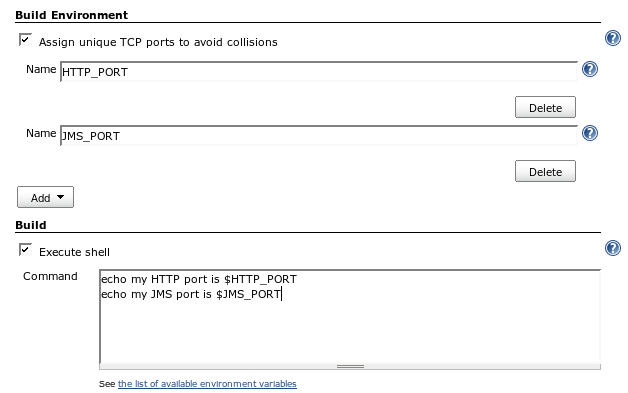 Build Environment
Assign unique TCP ports to avoid collisions
Name HTTP_PORT
Delete
Name JMS_PORT
Delete
Add
Build
Execute shell
Command echo my HTTP port is $HTTP_PORT
echo my JMS port is $JMS_PORT
See the list of available environment variables